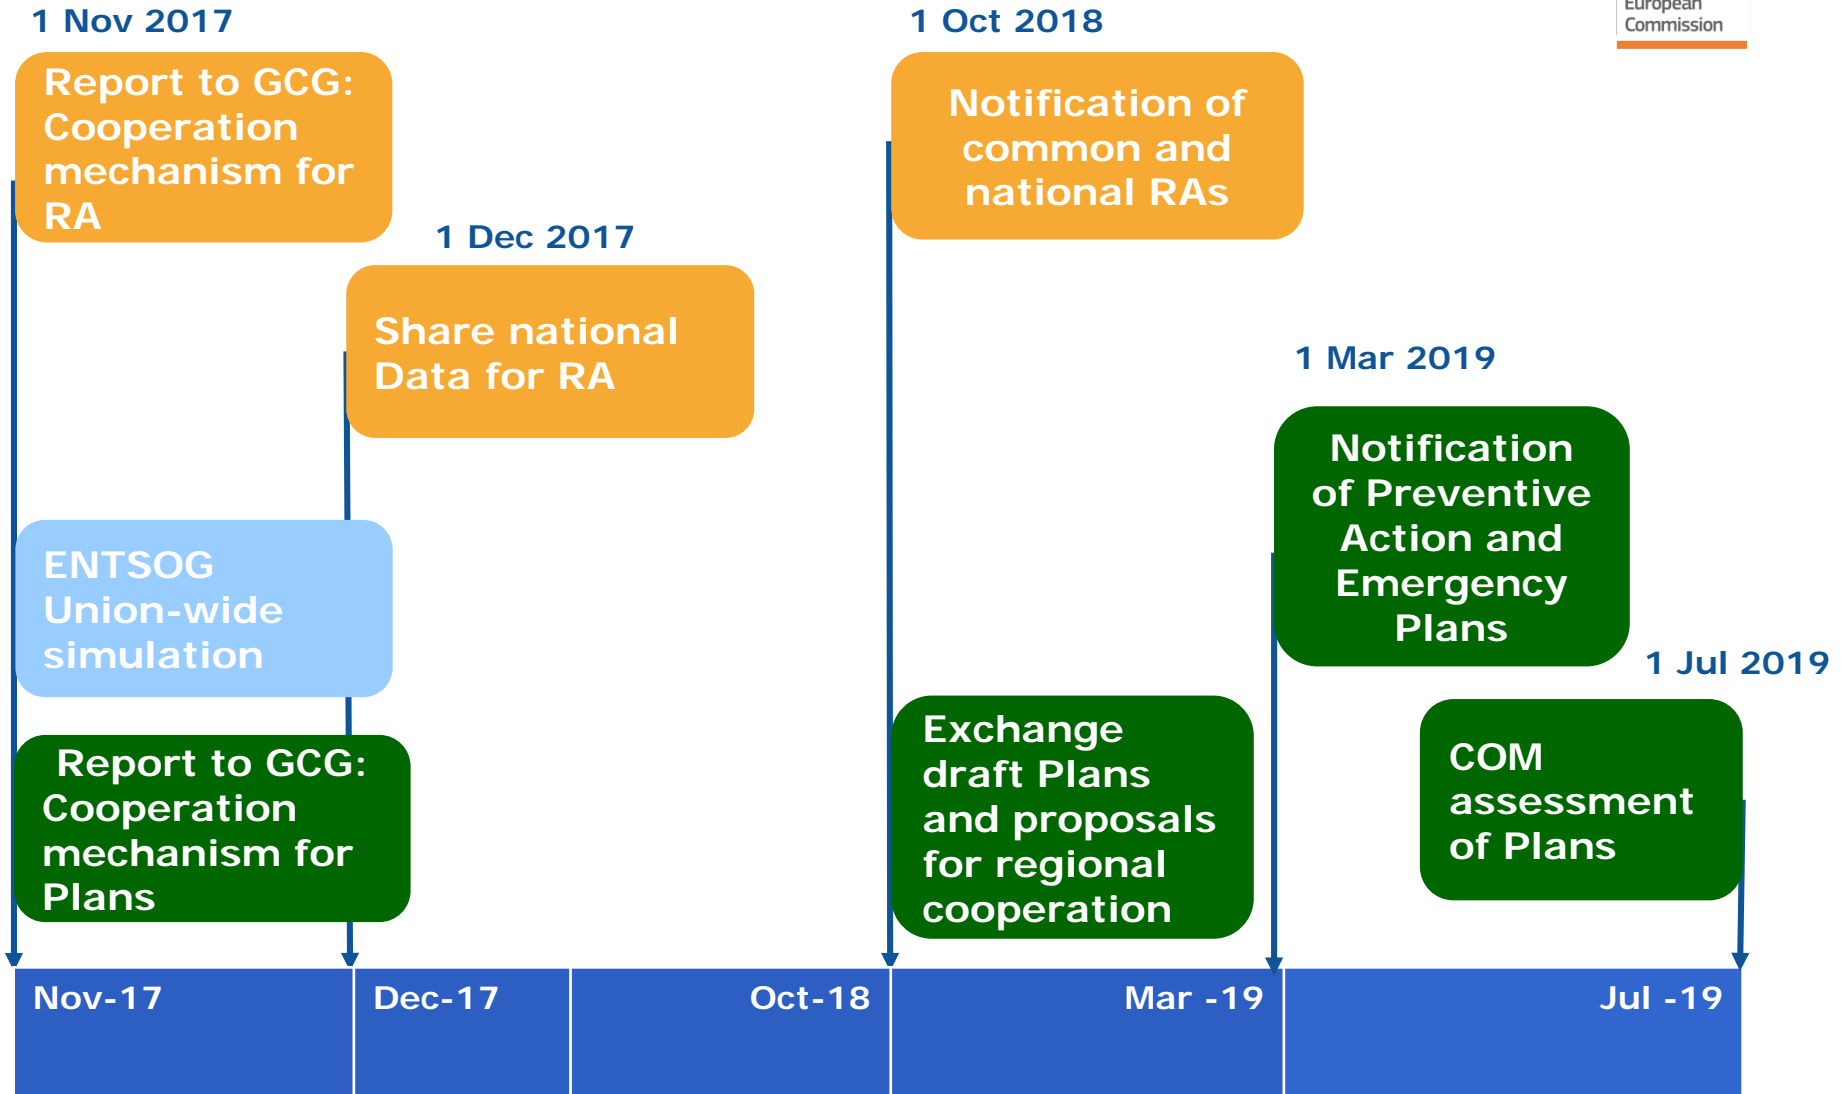 European
Commission
1 Nov 2017
1 Oct 2018
Report to GCG:
Cooperation
mechanism for
RA
Notification of
common and
national RAs
1 Dec 2017
Share national
Data for RA
1 Mar 2019
Notification
of Preventive
Action and
Emergency
Plans
ENTSOG
Union-wide
simulation
1 Jul 2019
Report to GCG:
Cooperation
mechanism for
Plans
Exchange
draft Plans
and proposals
for regional
cooperation
COM
assessment
of Plans
Nov-17
Dec-17
Oct-18
Mar -19
Jul -19